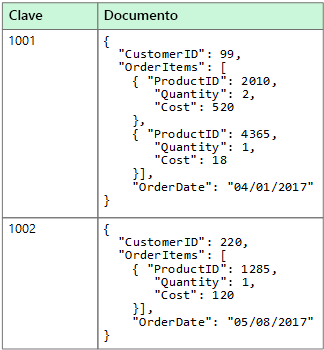 Clave Documento
1001 {
"CustomerID": 99,
"OrderItems": [
{ "ProductID": 2010,
"Quantity": 2,
"Cost": 520
},
{ "ProductID": 4365,
"Quantity": 1,
"Cost": 18
}],
"OrderDate": "04/01/2017"
}
1002 {
"CustomerID": 220,
"OrderItems": [
{ "ProductID": 1285,
"Quantity": 1,
"Cost": 120
}],
"OrderDate": "05/08/2017"
}